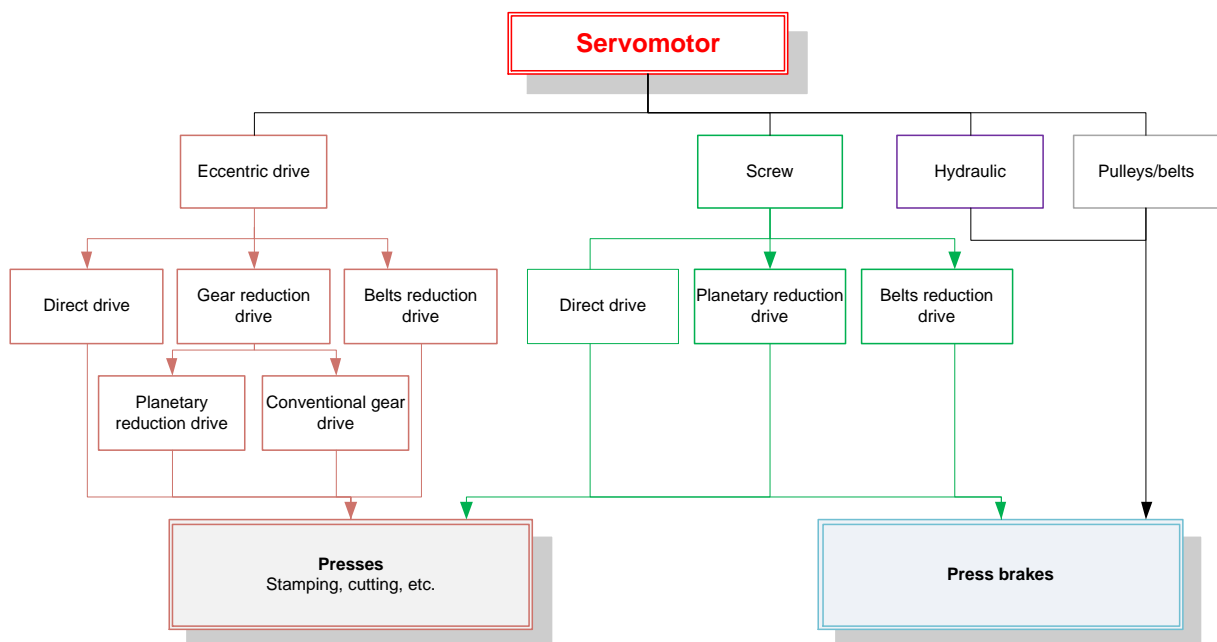 Servomotor
Eccentric drive
Screw
Hydraulic
Pulleys/belts
Direct drive
Gear reduction
drive
Belts reduction
drive
Direct drive
Planetary reduction
drive
Belts reduction
drive
Planetary
reduction drive
Conventional gear
drive
Presses
Stamping, cutting, etc.
Press brakes